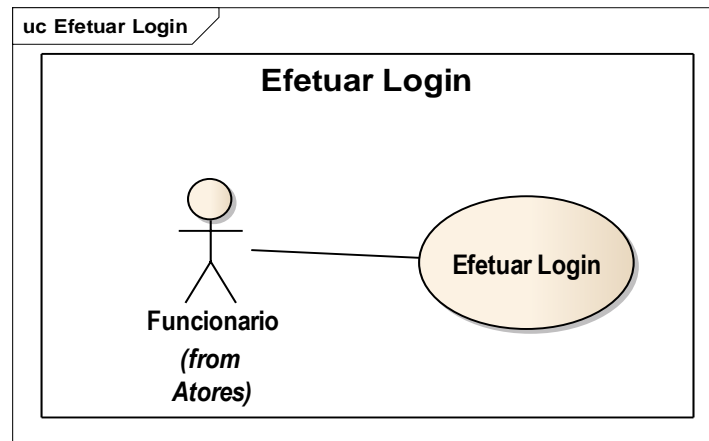 uc Efetuar Login
Efetuar Login
Efetuar Login
Funcionario
(from
Atores)